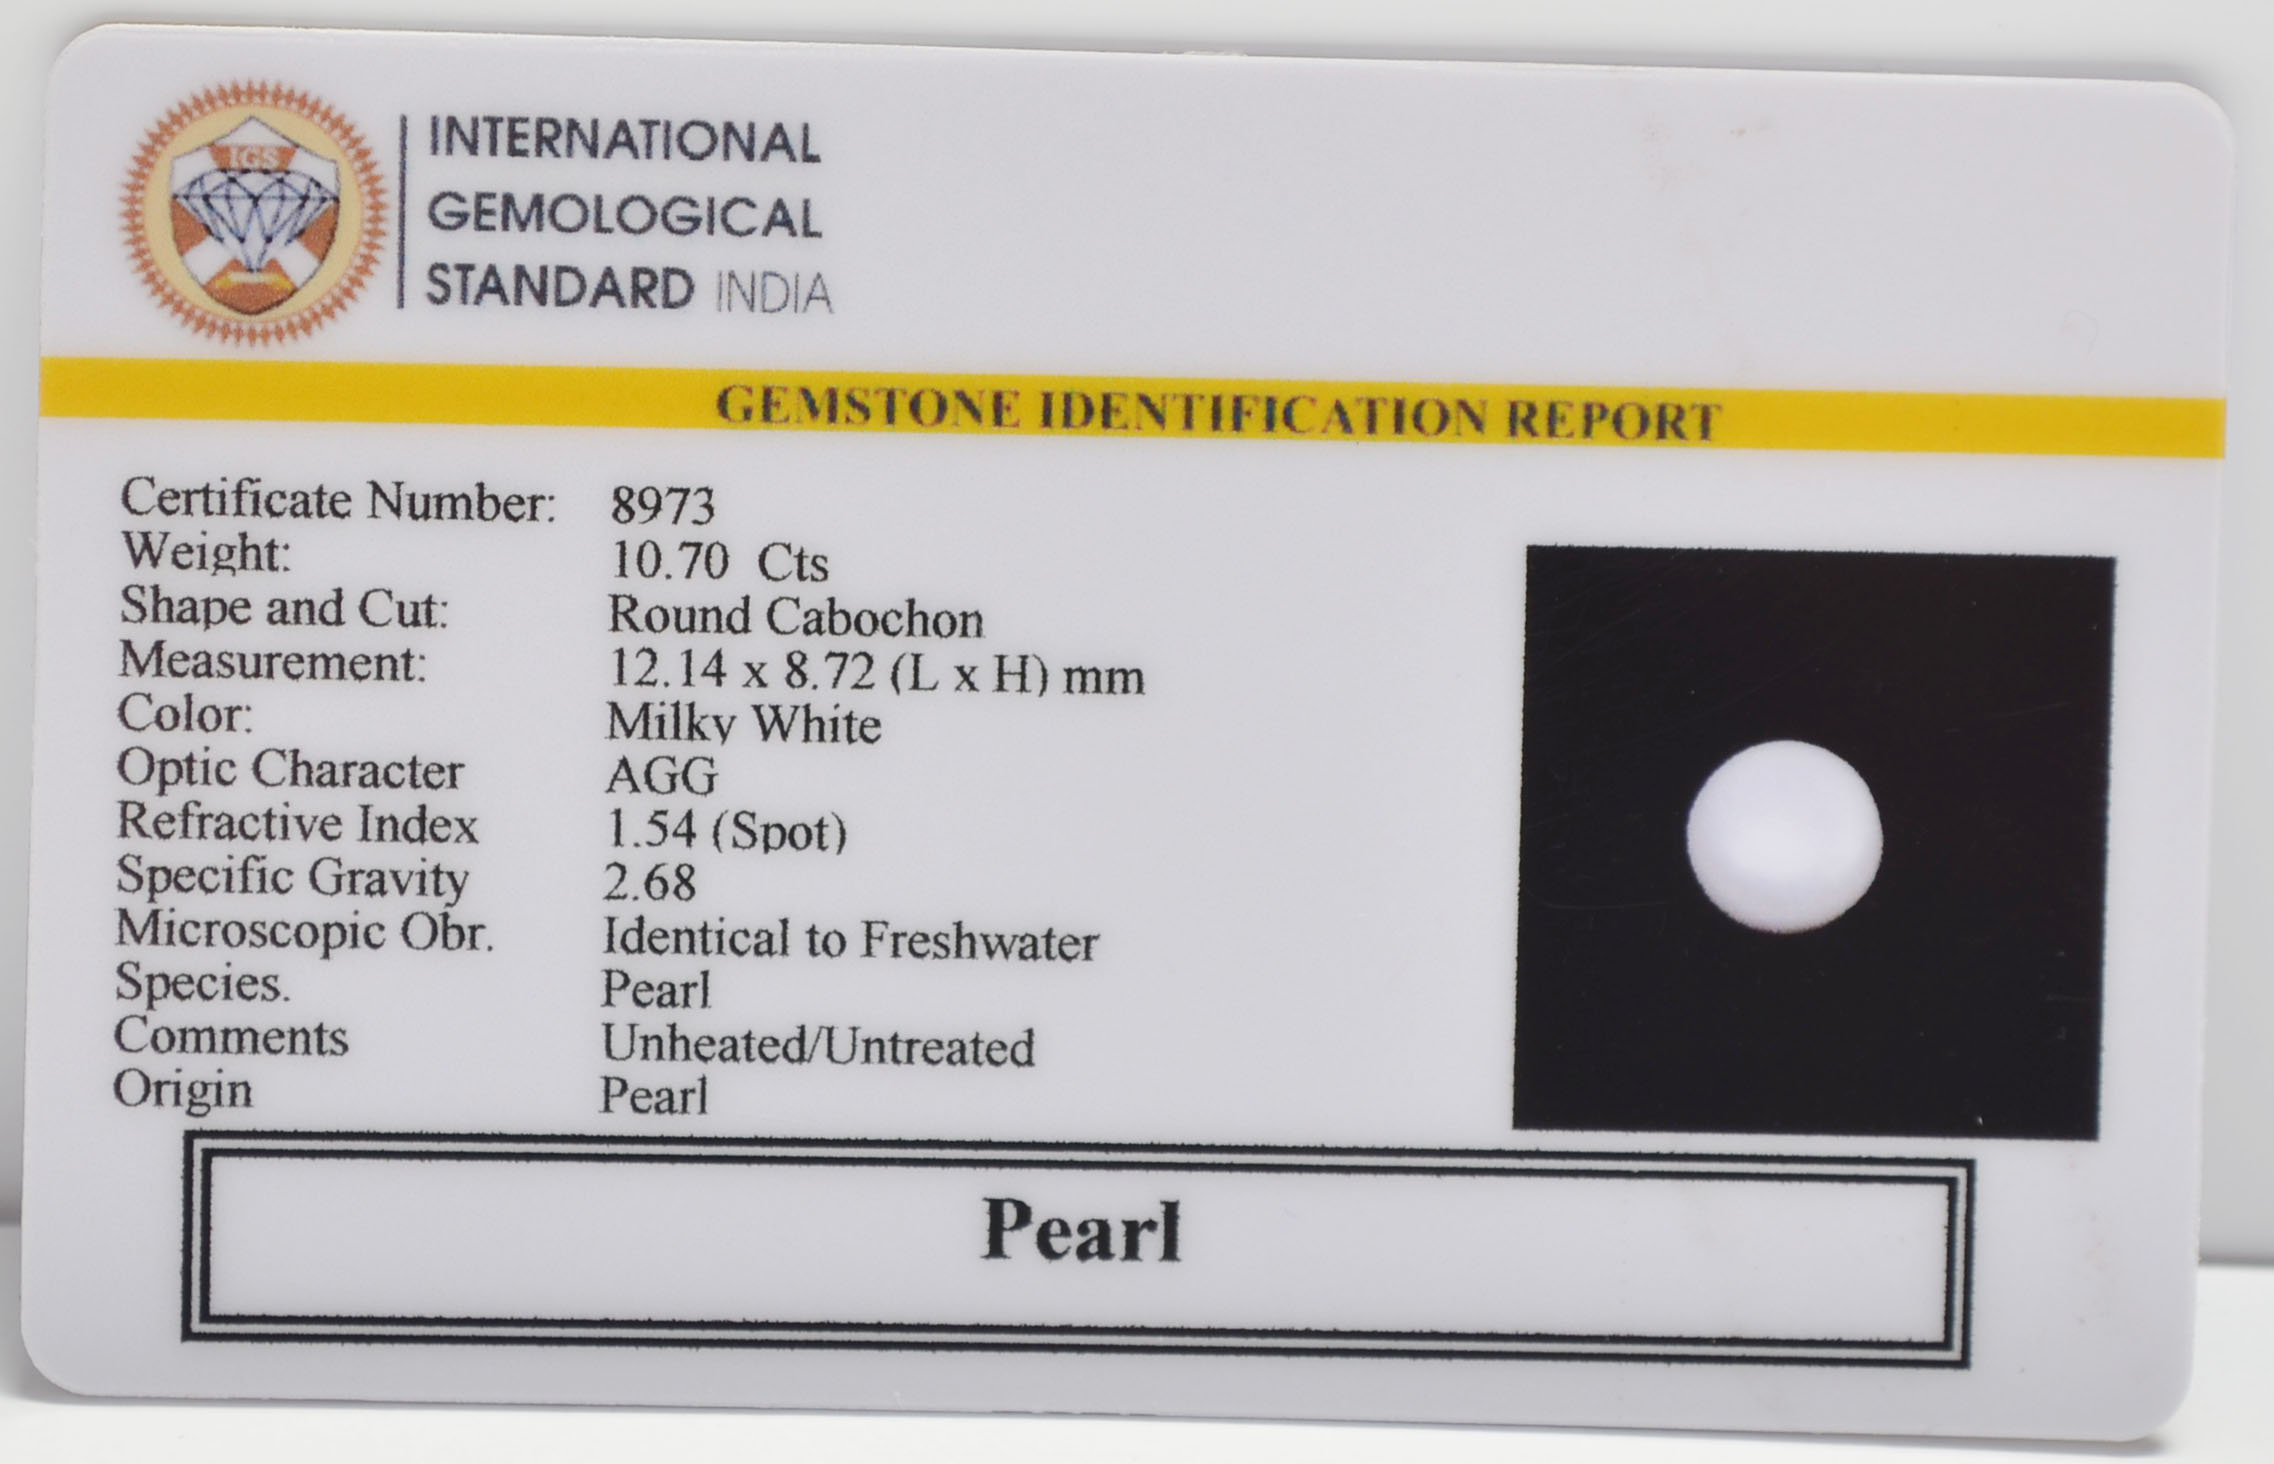 IGS
INTERNATIONAL
GEMOLOGICAL
STANDARD INDIA
GEMSTONE IDENTIFICATION REPORT
Certificate Number: 8973
Weight: 10.70 Cts
Shape and Cut: Round Cabochon
Measurement: 12.14 x 8.72 (L x H) mm
Color: Milky White
Optic Character AGG
Refractive Index 1.54 (Spot)
Specific Gravity 2.68
Microscopic Obr. Identical to Freshwater
Species. Pearl
Comments Unheated/Untreated
Origin Pearl
Pearl